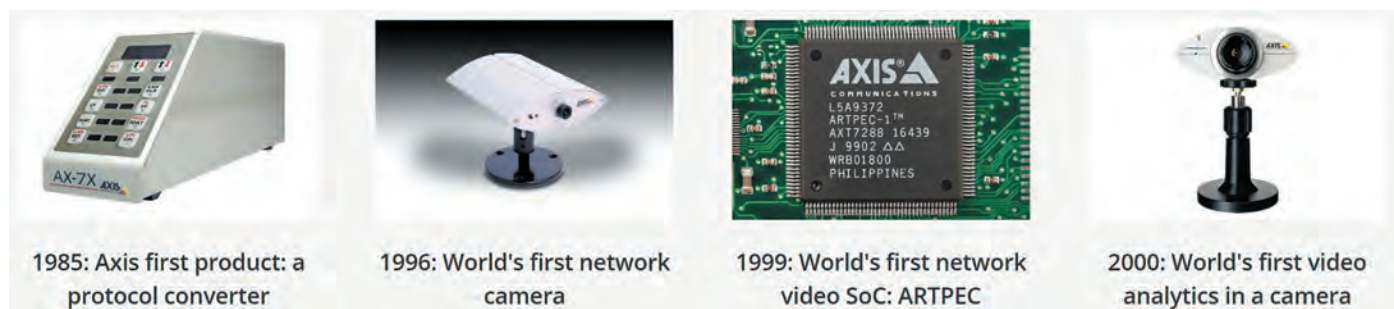 AX-7X AXIS
AXIS
AXIS®
COMMUNICATIONS
L5A9372
ARTPEC-1™
AXT7288 16439
J 9902 △△
WRB01800
PHILIPPINES
AXIS
1985: Axis first product: a
protocol converter
1996: World's first network
camera
1999: World's first network
video SoC: ARTPEC
2000: World's first video
analytics in a camera